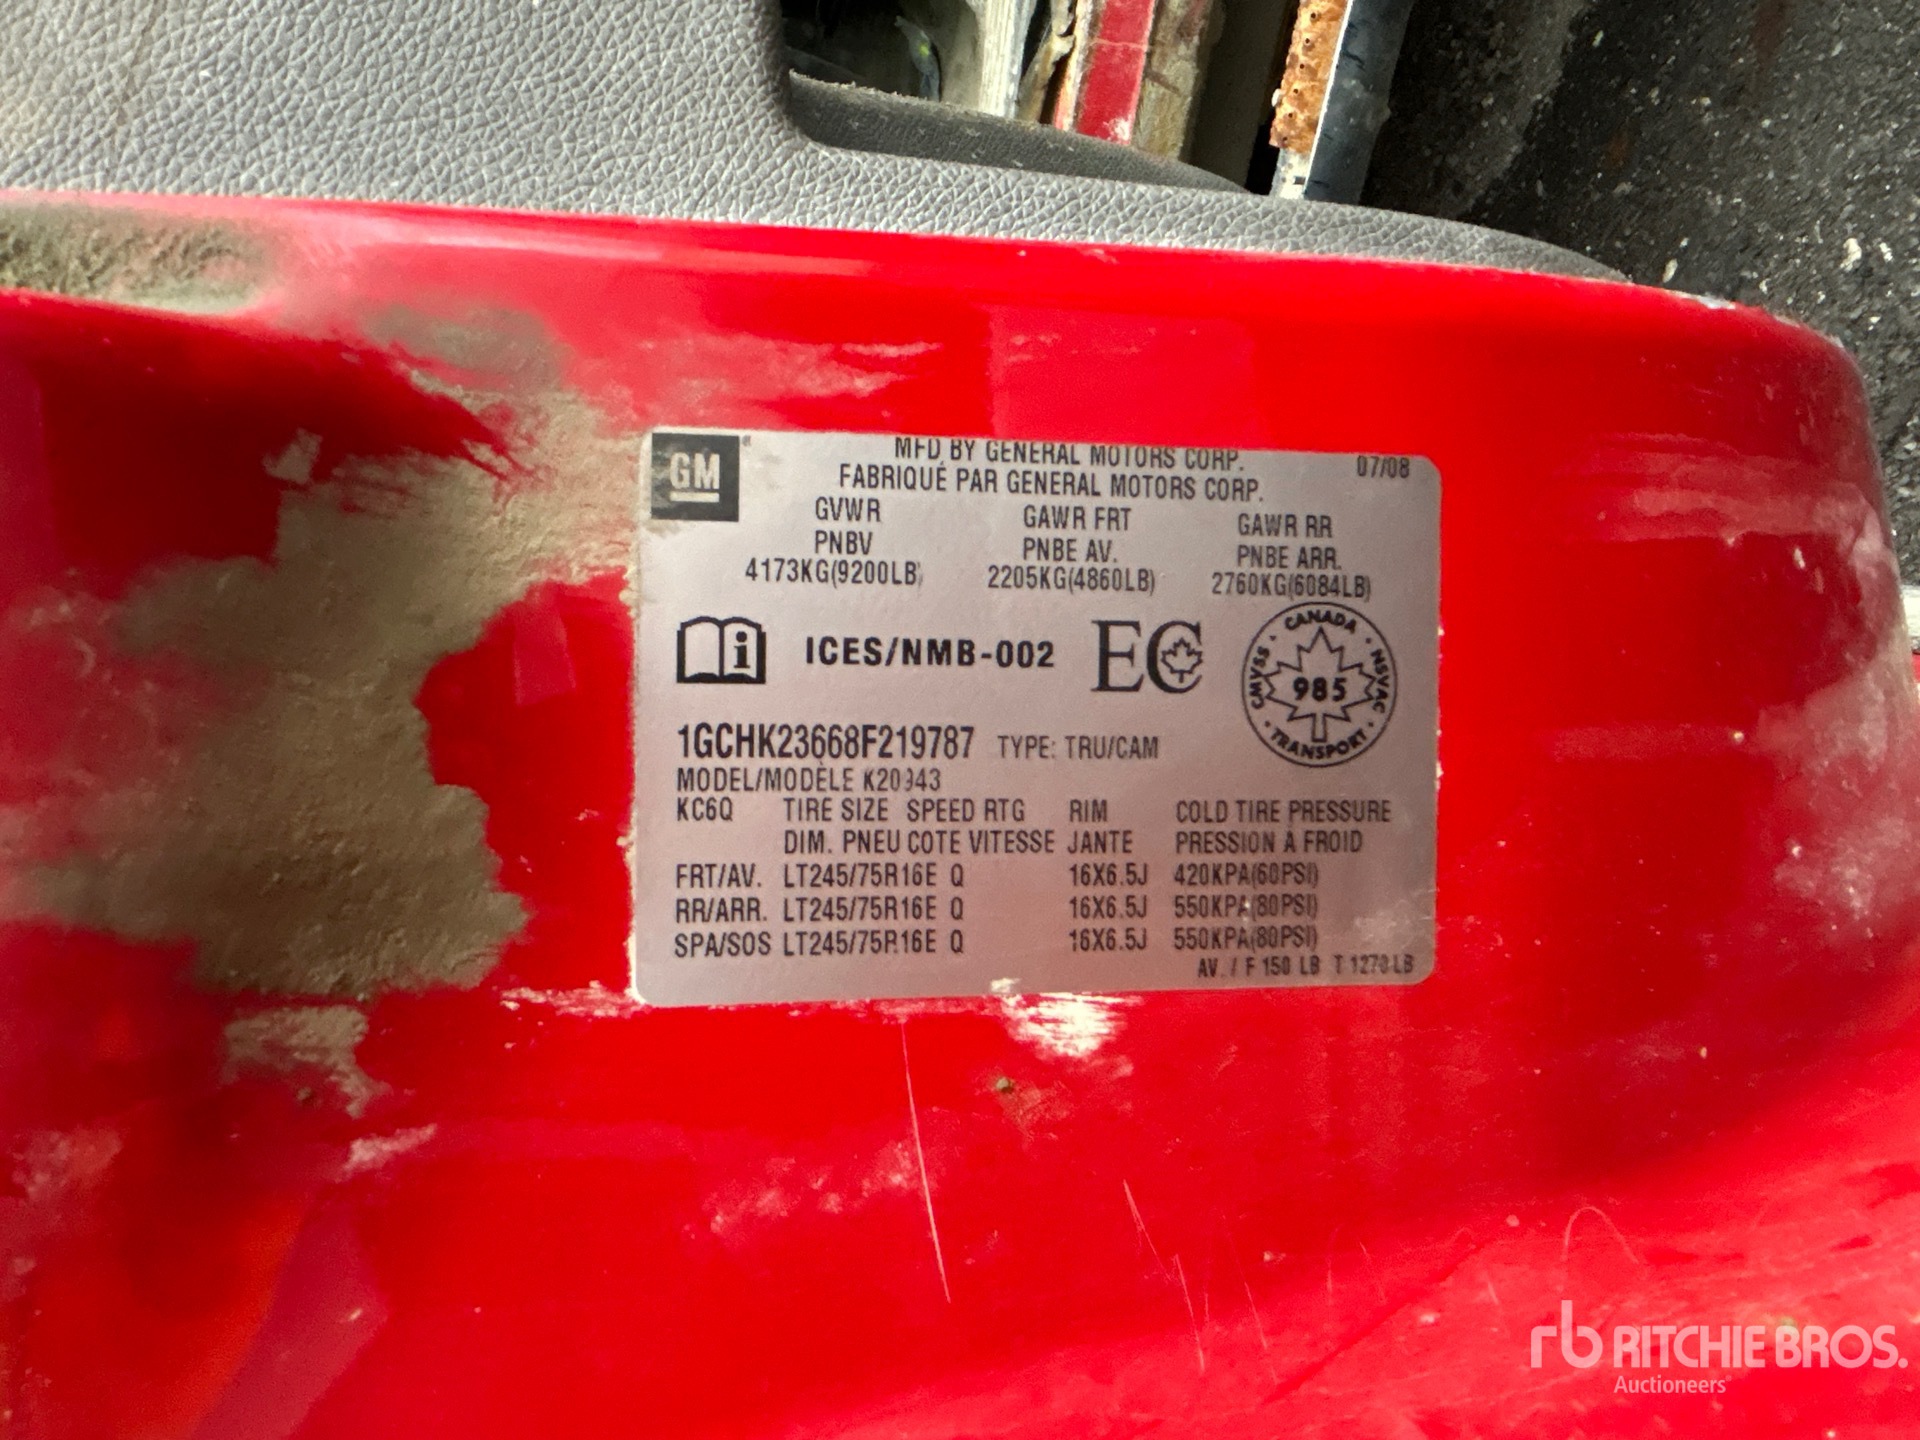 GM
MFD BY GENERAL MOTORS CORP. 07/08
FABRIQUÉ PAR GENERAL MOTORS CORP.
GVWR GAWR FRT GAWR RR
PNBV PNBE AV. PNBE ARR.
4173KG(9200LB) 2205KG(4860LB) 2760KG(6084LB)
i ICES/NMB-002 EC
CANADA
CMVSS 985 NSVAC
TRANSPORT
1GCHK23668F219787 TYPE: TRU/CAM
MODEL/MODÈLE K20943
KC6Q TIRE SIZE SPEED RTG RIM COLD TIRE PRESSURE
DIM. PNEU COTE VITESSE JANTE PRESSION À FROID
FRT/AV. LT245/75R16E Q 16X6.5J 420KPA(60PSI)
RR/ARR. LT245/75R16E Q 16X6.5J 550KPA(80PSI)
SPA/SOS LT245/75R16E Q 16X6.5J 550KPA(80PSI)
AV. / F 150 LB T 1270LB
rb RITCHIE BROS.
Auctioneers